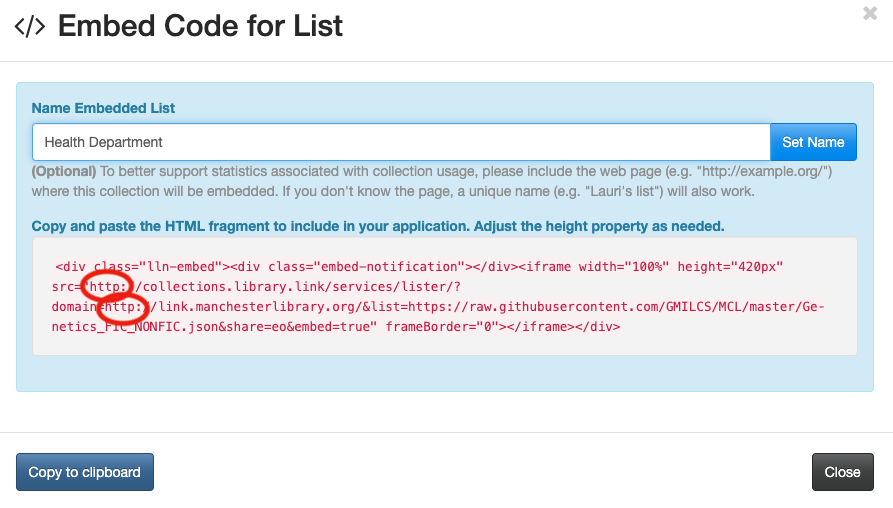 </> Embed Code for List
×
Name Embedded List
Health Department
Set Name
(Optional) To better support statistics associated with collection usage, please include the web page (e.g. "http://example.org/")
where this collection will be embedded. If you don't know the page, a unique name (e.g. "Lauri's list") will also work.
Copy and paste the HTML fragment to include in your application. Adjust the height property as needed.
<div class="lln-embed"><div class="embed-notification"></div><iframe width="100%" height="420px"
src="http://collections.library.link/services/lister/?
domain=http://link.manchesterlibrary.org/&list=https://raw.githubusercontent.com/GMILCS/MCL/master/Ge-
netics_FIC_NONFIC.json&share=eo&embed=true" frameBorder="0"></iframe></div>
Copy to clipboard
Close